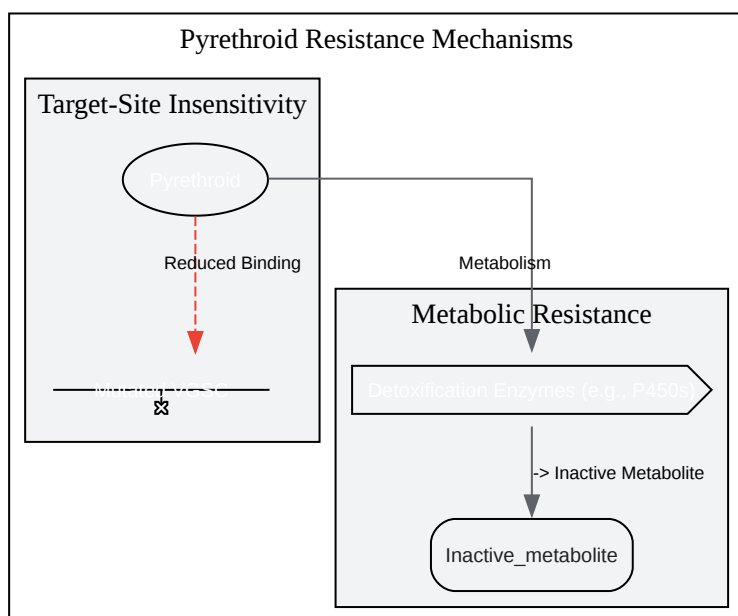 Pyrethroid Resistance Mechanisms
Target-Site Insensitivity
Pyrethroid
Reduced Binding
Mutated VGSC
Metabolism
Metabolic Resistance
Detoxification Enzymes (e.g., P450s)
-> Inactive Metabolite
Inactive_metabolite